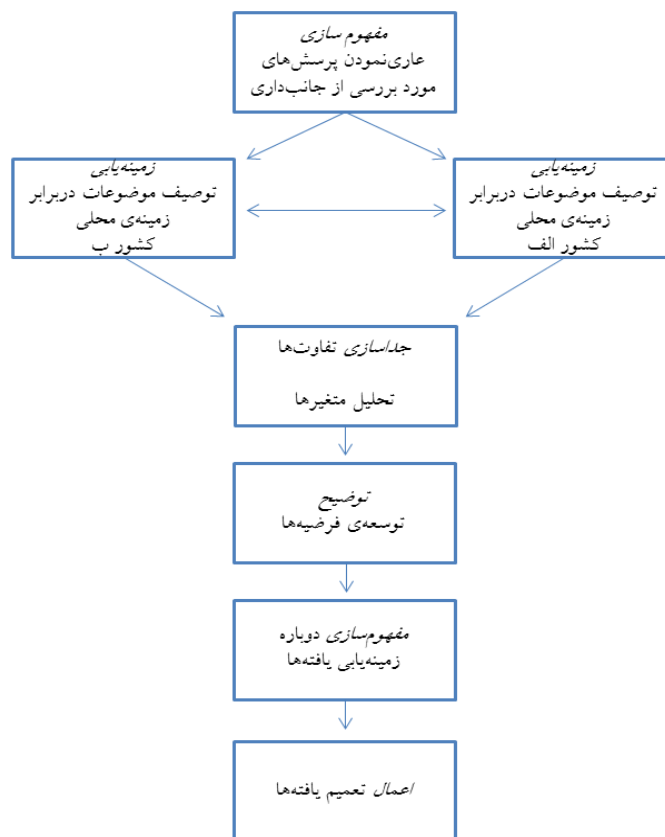 مفهوم سازی
عاری‌نمودن پرسش‌های
مورد بررسی از جانب‌داری
زمینه‌یابی
توصیف موضوعات دربرابر
زمینه‌ی محلی
کشور الف
زمینه‌یابی
توصیف موضوعات دربرابر
زمینه‌ی محلی
کشور ب
جداسازی تفاوت‌ها
تحلیل متغیرها
توضیح
توسعه‌ی فرضیه‌ها
مفهوم‌سازی دوباره
زمینه‌یابی یافته‌ها
اعمال تعمیم یافته‌ها